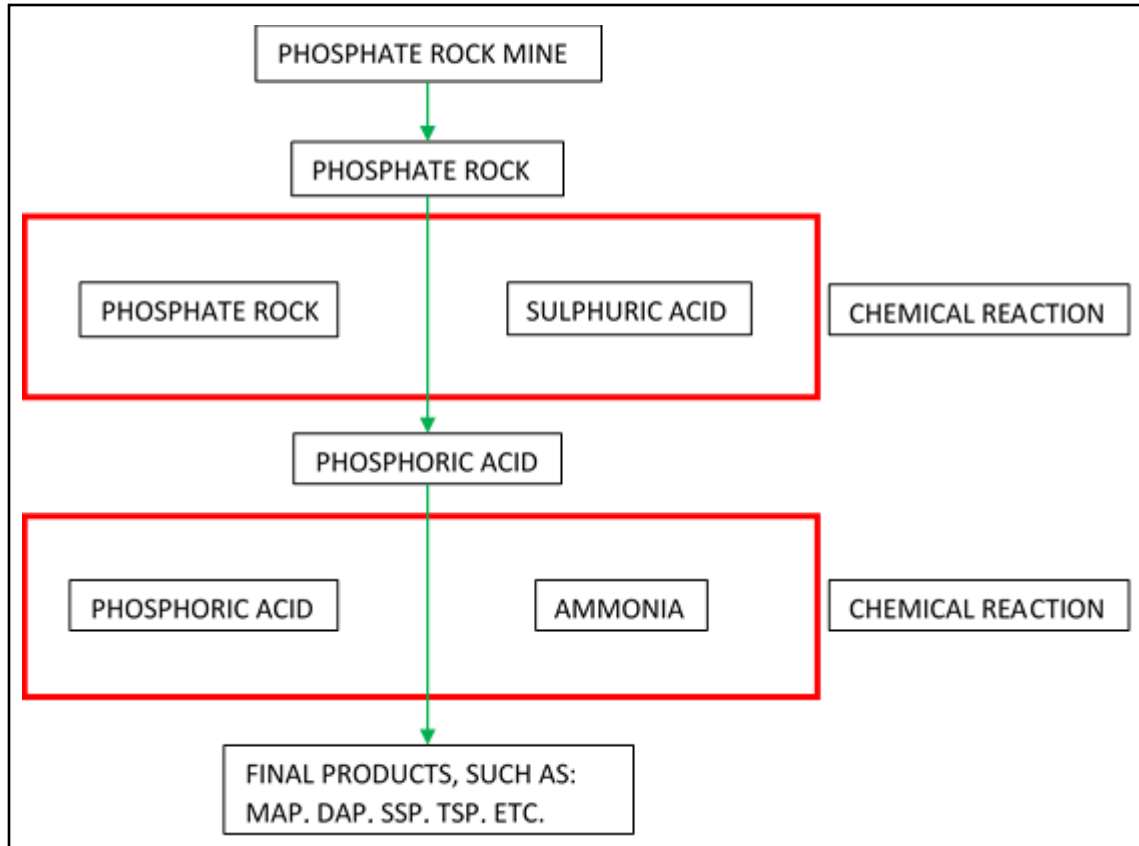 PHOSPHATE ROCK MINE
PHOSPHATE ROCK
PHOSPHATE ROCK
SULPHURIC ACID
CHEMICAL REACTION
PHOSPHORIC ACID
PHOSPHORIC ACID
AMMONIA
CHEMICAL REACTION
FINAL PRODUCTS, SUCH AS:
MAP. DAP. SSP. TSP. ETC.